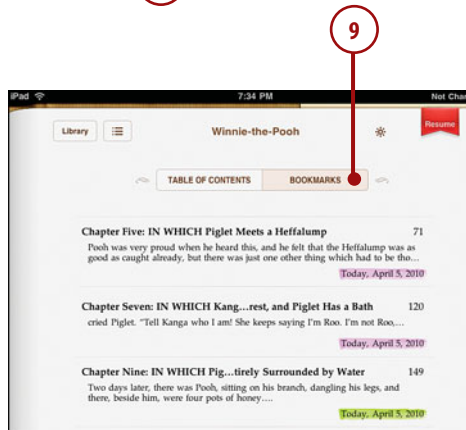 9
iPad 7:34 PM Not Char
Library Winnie-the-Pooh Resume
TABLE OF CONTENTS BOOKMARKS
Chapter Five: IN WHICH Piglet Meets a Heffalump 71
Pooh was very proud when he heard this, and he felt that the Heffalump was as
good as caught already, but there was just one other thing which had to be tho...
Today, April 5, 2010
Chapter Seven: IN WHICH Kang...rest, and Piglet Has a Bath 120
cried Piglet. "Tell Kanga who I am! She keeps saying I'm Roo. I'm not Roo,...
Today, April 5, 2010
Chapter Nine: IN WHICH Pig...tirely Surrounded by Water 149
Two days later, there was Pooh, sitting on his branch, dangling his legs, and
there, beside him, were four pots of honey....
Today, April 5, 2010